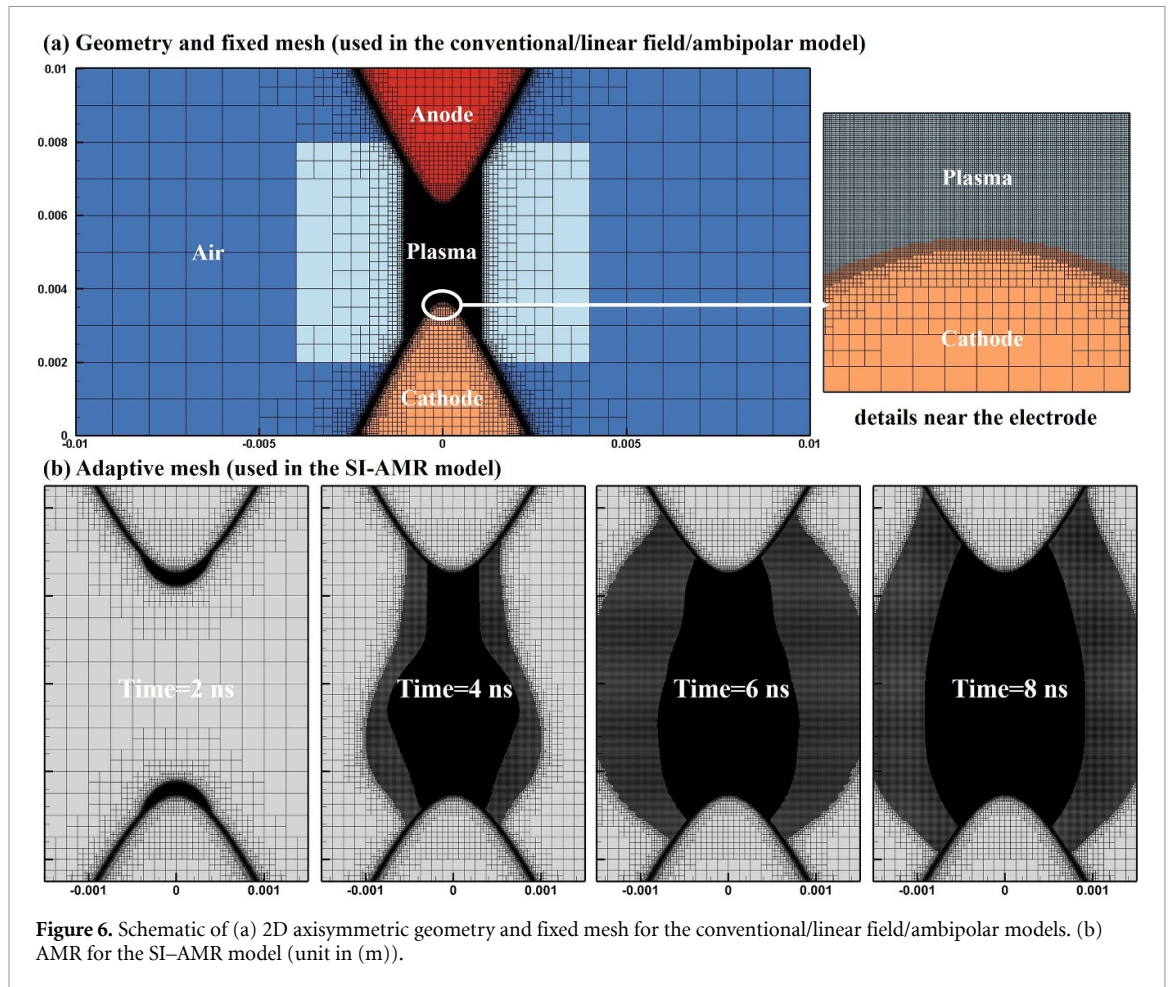 (a) Geometry and fixed mesh (used in the conventional/linear field/ambipolar model)
0.01
Anode
0.008
0.006
Air
Plasma
0.004
0.002
Cathode
0
-0.01
-0.005
0
0.005
0.01
Plasma
Cathode
details near the electrode
(b) Adaptive mesh (used in the SI-AMR model)
Time=2 ns
Time=4 ns
Time=6 ns
Time=8 ns
-0.001 0 0.001
-0.001 0 0.001
-0.001 0 0.001
-0.001 0 0.001
Figure 6. Schematic of (a) 2D axisymmetric geometry and fixed mesh for the conventional/linear field/ambipolar models. (b)
AMR for the SI–AMR model (unit in (m)).